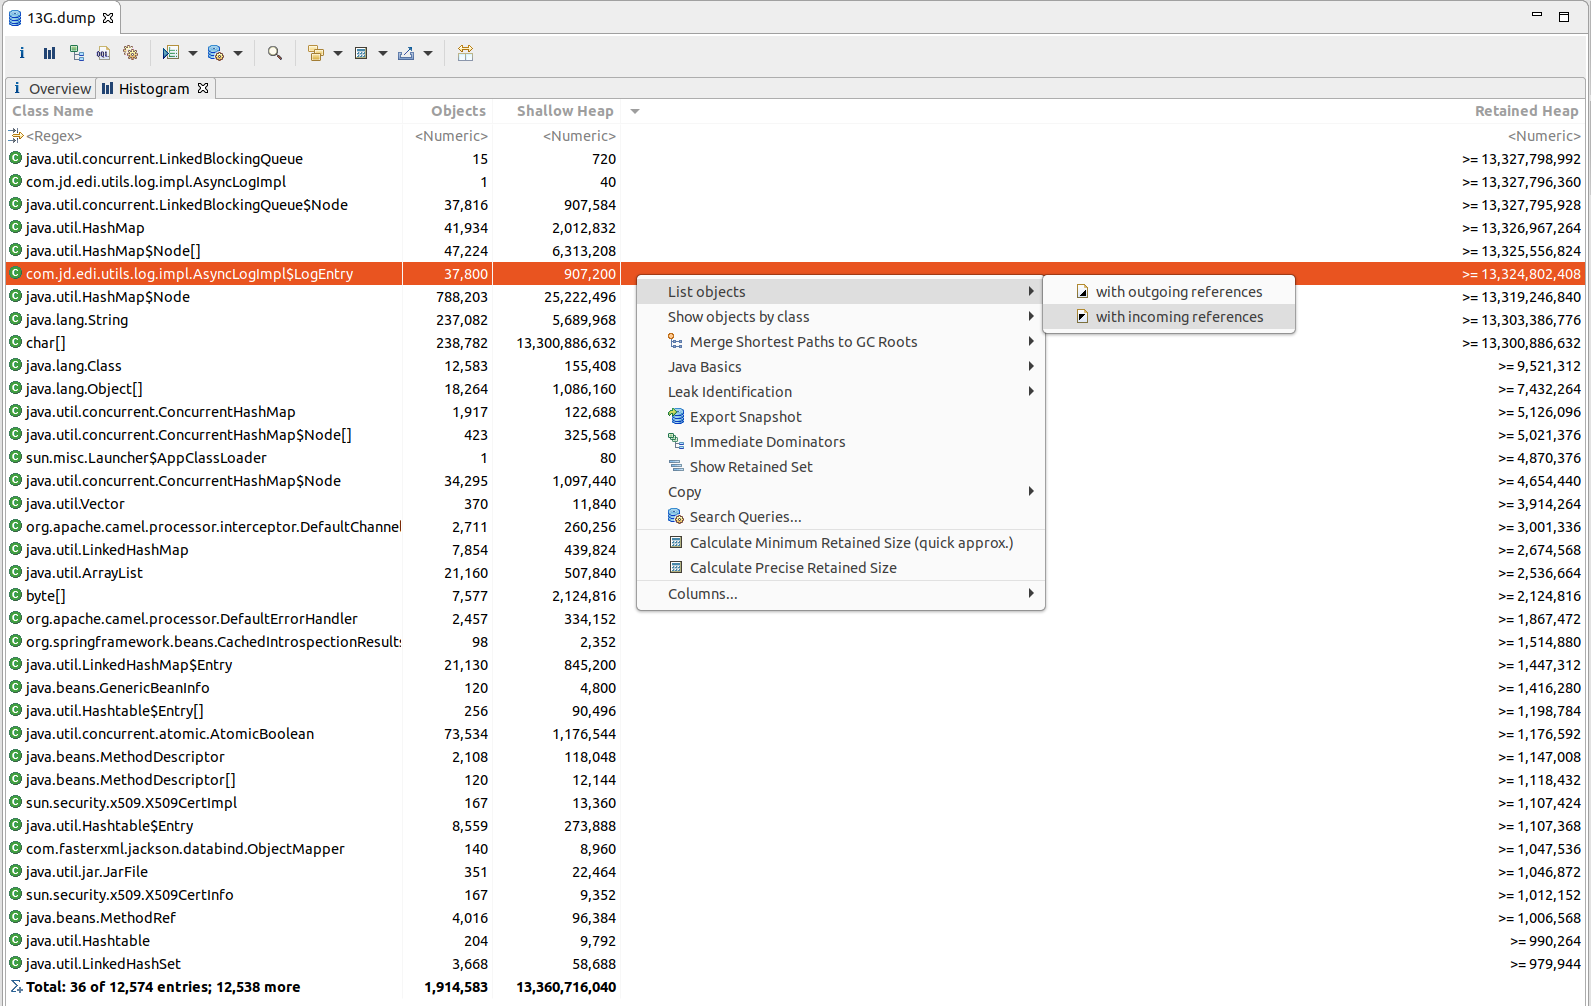 13G.dump
Overview Histogram
Class Name Objects Shallow Heap Retained Heap
<Regex> <Numeric> <Numeric> <Numeric>
java.util.concurrent.LinkedBlockingQueue 15 720 >= 13,327,798,992
com.jd.edi.utils.log.impl.AsyncLogImpl 1 40 >= 13,327,796,360
java.util.concurrent.LinkedBlockingQueue$Node 37,816 907,584 >= 13,327,795,928
java.util.HashMap 41,934 2,012,832 >= 13,326,967,264
java.util.HashMap$Node[] 47,224 6,313,208 >= 13,325,556,824
com.jd.edi.utils.log.impl.AsyncLogImpl$LogEntry 37,800 907,200 >= 13,324,802,408
java.util.HashMap$Node 788,203 25,222,496 >= 13,319,246,840
java.lang.String 237,082 5,689,968 >= 13,303,386,776
char[] 238,782 13,300,886,632 >= 13,300,886,632
java.lang.Class 12,583 155,408 >= 9,521,312
java.lang.Object[] 18,264 1,086,160 >= 7,432,264
java.util.concurrent.ConcurrentHashMap 1,917 122,688 >= 5,126,096
java.util.concurrent.ConcurrentHashMap$Node[] 423 325,568 >= 5,021,376
sun.misc.Launcher$AppClassLoader 1 80 >= 4,870,376
java.util.concurrent.ConcurrentHashMap$Node 34,295 1,097,440 >= 4,654,440
java.util.Vector 370 11,840 >= 3,914,264
org.apache.camel.processor.interceptor.DefaultChannel 2,711 260,256 >= 3,001,336
java.util.LinkedHashMap 7,854 439,824 >= 2,674,568
java.util.ArrayList 21,160 507,840 >= 2,536,664
byte[] 7,577 2,124,816 >= 2,124,816
org.apache.camel.processor.DefaultErrorHandler 2,457 334,152 >= 1,867,472
org.springframework.beans.CachedIntrospectionResults 98 2,352 >= 1,514,880
java.util.LinkedHashMap$Entry 21,130 845,200 >= 1,447,312
java.beans.GenericBeanInfo 120 4,800 >= 1,416,280
java.util.Hashtable$Entry[] 256 90,496 >= 1,198,784
java.util.concurrent.atomic.AtomicBoolean 73,534 1,176,544 >= 1,176,592
java.beans.MethodDescriptor 2,108 118,048 >= 1,147,008
java.beans.MethodDescriptor[] 120 12,144 >= 1,118,432
sun.security.x509.X509CertImpl 167 13,360 >= 1,107,424
java.util.Hashtable$Entry 8,559 273,888 >= 1,107,368
com.fasterxml.jackson.databind.ObjectMapper 140 8,960 >= 1,047,536
java.util.jar.JarFile 351 22,464 >= 1,046,872
sun.security.x509.X509CertInfo 167 9,352 >= 1,012,152
java.beans.MethodRef 4,016 96,384 >= 1,006,568
java.util.Hashtable 204 9,792 >= 990,264
java.util.LinkedHashSet 3,668 58,688 >= 979,944
Total: 36 of 12,574 entries; 12,538 more 1,914,583 13,360,716,040
List objects
Show objects by class
Merge Shortest Paths to GC Roots
Java Basics
Leak Identification
Export Snapshot
Immediate Dominators
Show Retained Set
Copy
Search Queries...
Calculate Minimum Retained Size (quick approx.)
Calculate Precise Retained Size
Columns...
with outgoing references
with incoming references